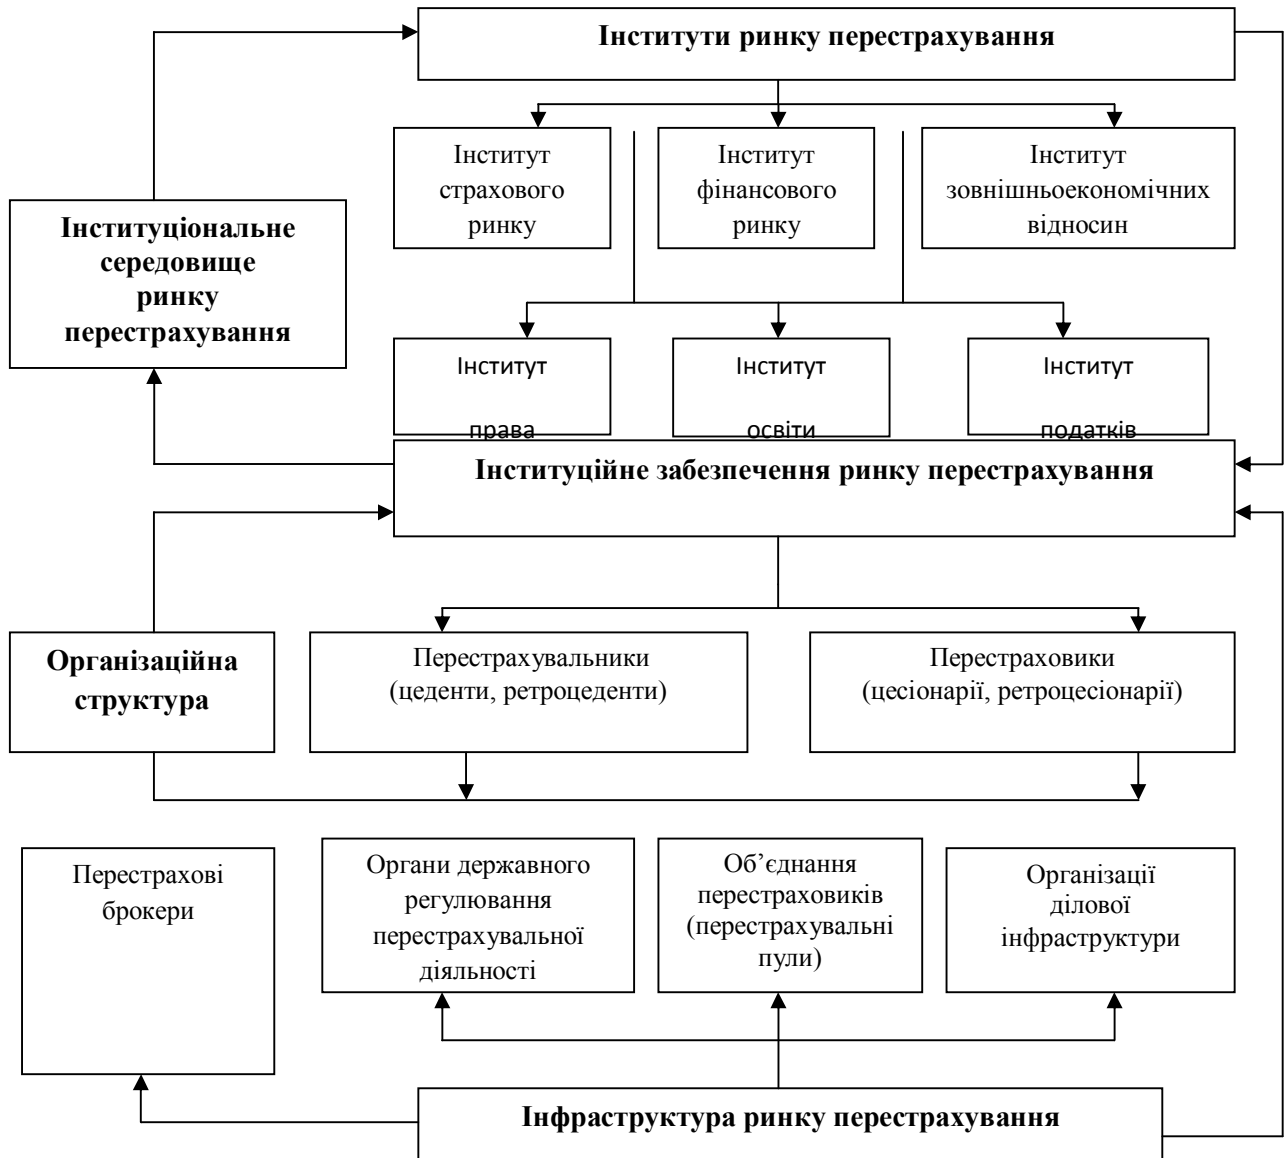 Інститути ринку перестрахування
Інститут
страхового
ринку
Інститут
фінансового
ринку
Інститут
зовнішньоекономічних
відносин
Інституціональне
середовище
ринку
перестрахування
Інститут
права
Інститут
освіти
Інститут
податків
Інституційне забезпечення ринку перестрахування
Організаційна
структура
Перестрахувальники
(цеденти, ретроцеденти)
Перестраховики
(цесіонарії, ретроцесіонарії)
Перестрахові
брокери
Органи державного
регулювання
перестрахувальної
діяльності
Об’єднання
перестраховиків
(перестрахувальні
пули)
Організації
ділової
інфраструктури
Інфраструктура ринку перестрахування